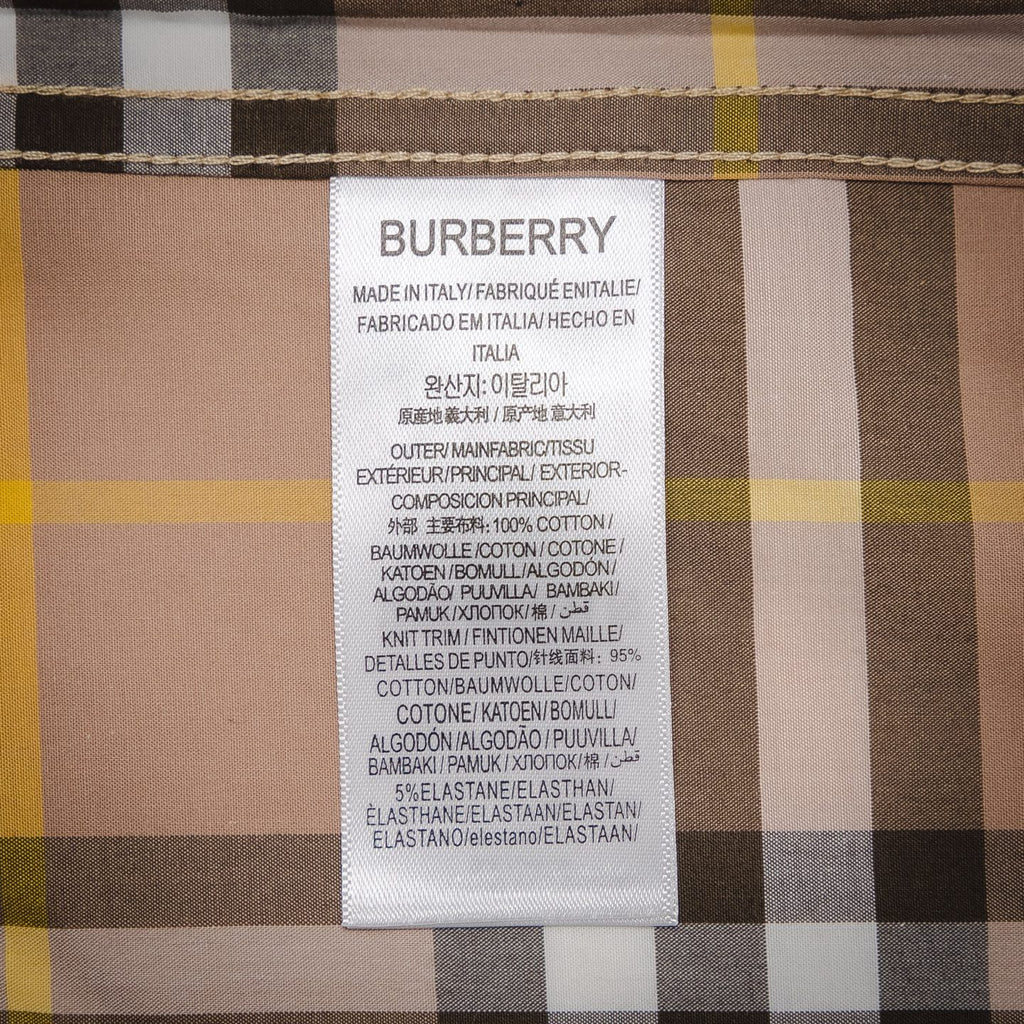 BURBERRY
MADE IN ITALY/ FABRIQUÉ ENITALIE/
FABRICADO EM ITALIA/ HECHO EN
ITALIA
완산지: 이탈리아
原産地義大利 / 原产地 意大利
OUTER/ MAINFABRIC/TISSU
EXTÉRIEUR/PRINCIPAL/ EXTERIOR-
COMPOSICION PRINCIPAL/
外部 主要布料: 100% COTTON /
BAUMWOLLE /COTON / COTONE /
KATOEN /BOMULL/ALGODÓN/
ALGODÃO/ PUUVILLA/ BAMBAKI/
PAMUK /ХЛОПОК/ 棉 / قطن
KNIT TRIM / FINTIONEN MAILLE/
DETALLES DE PUNTO/针线面料: 95%
COTTON/BAUMWOLLE/COTON/
COTONE/ KATOEN/ BOMULL/
ALGODÓN /ALGODÃO / PUUVILLA/
BAMBAKI / PAMUK / ХЛОПОК/棉 / قطن
5%ELASTANE/ELASTHAN/
ÈLASTHANE/ELASTAAN/ELASTAN/
ELASTANO/elestano/ELASTAAN/